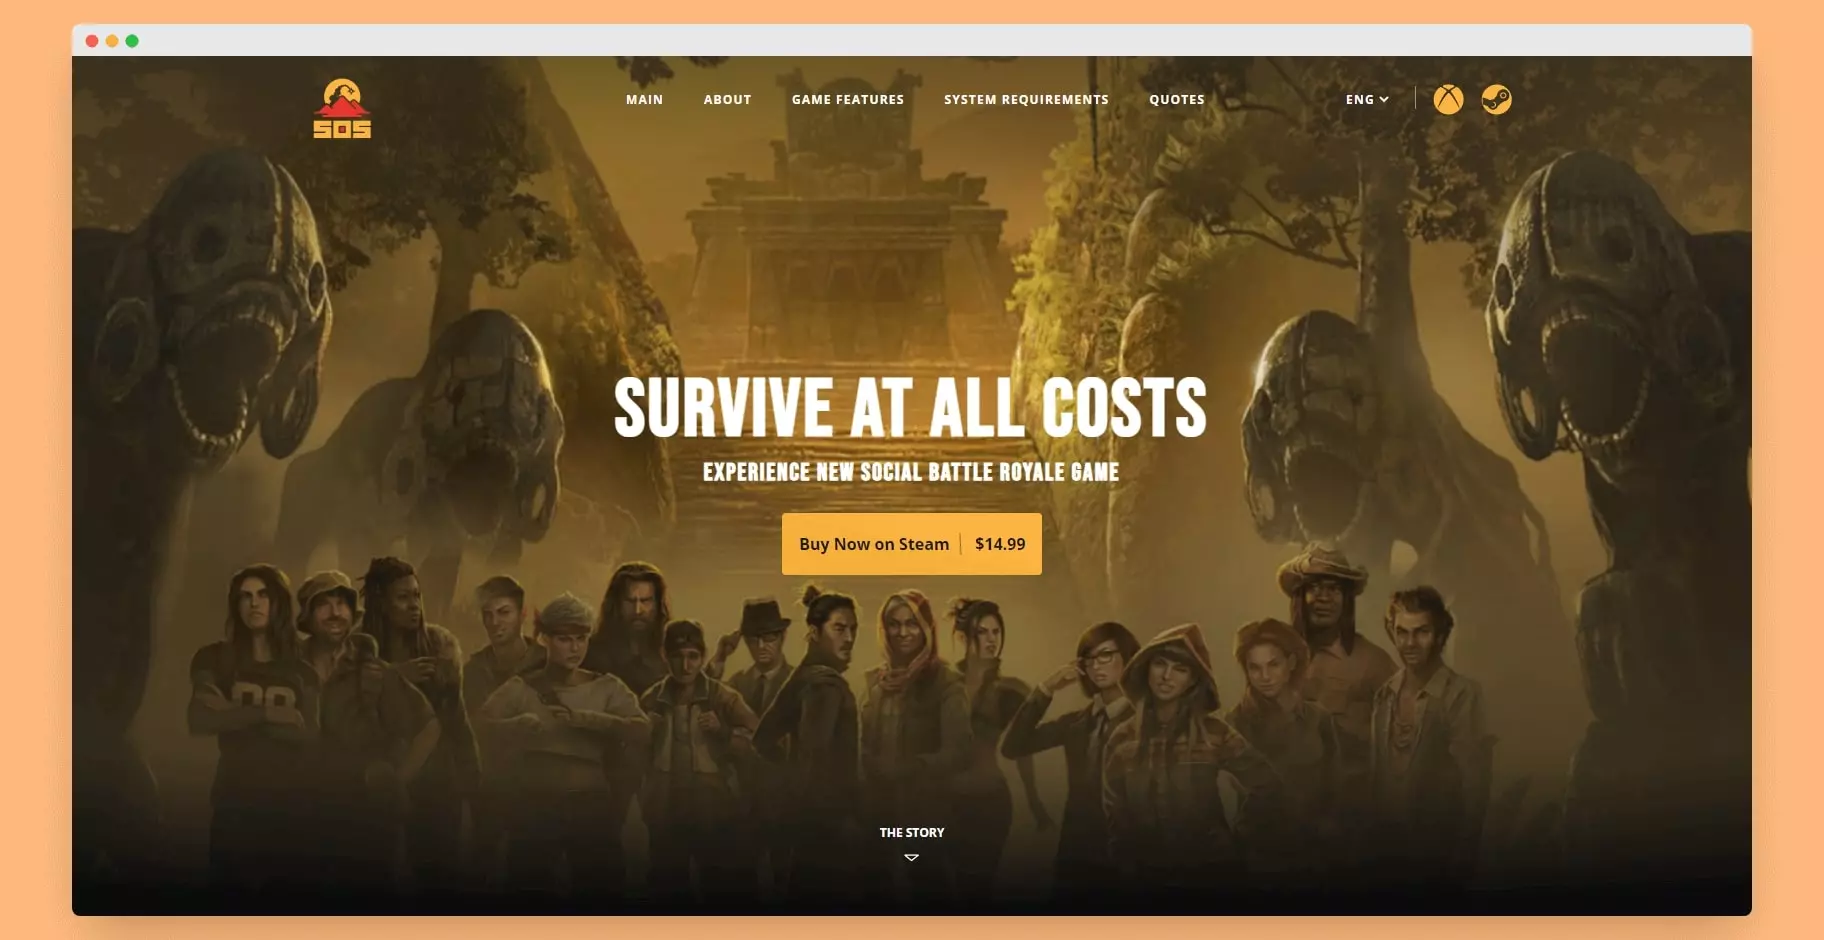 SOS
MAIN ABOUT GAME FEATURES SYSTEM REQUIREMENTS QUOTES ENG
SURVIVE AT ALL COSTS
EXPERIENCE NEW SOCIAL BATTLE ROYALE GAME
Buy Now on Steam $14.99
THE STORY